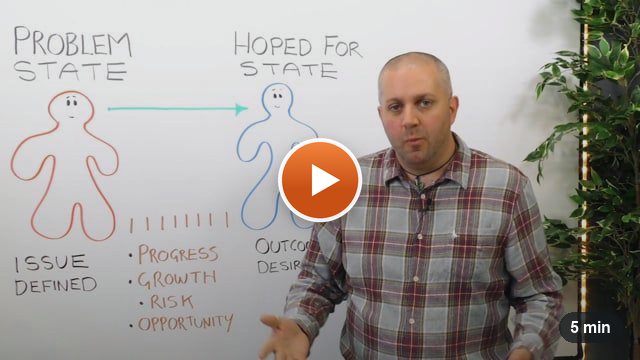 PROBLEM
STATE
HOPED FOR
STATE
ISSUE
DEFINED
• PROGRESS
• GROWTH
• RISK
• OPPORTUNITY
5 min